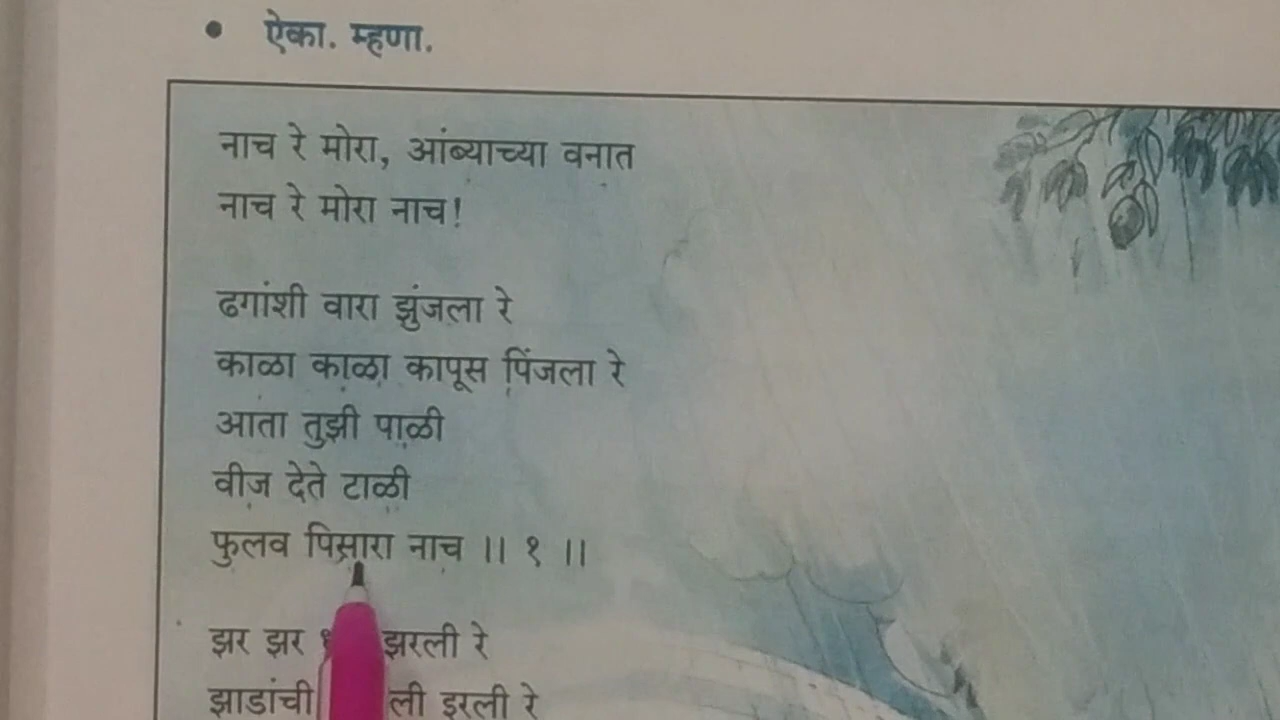 • ऐका. म्हणा.
नाच रे मोरा, आंब्याच्या वनात
नाच रे मोरा नाच!
ढगांशी वारा झुंजला रे
काळा काळा कापूस पिंजला रे
आता तुझी पाळी
वीज देते टाळी
फुलव पिसारा नाच ।। १ ।।
झर झर झरली रे
झाडांची इरली रे